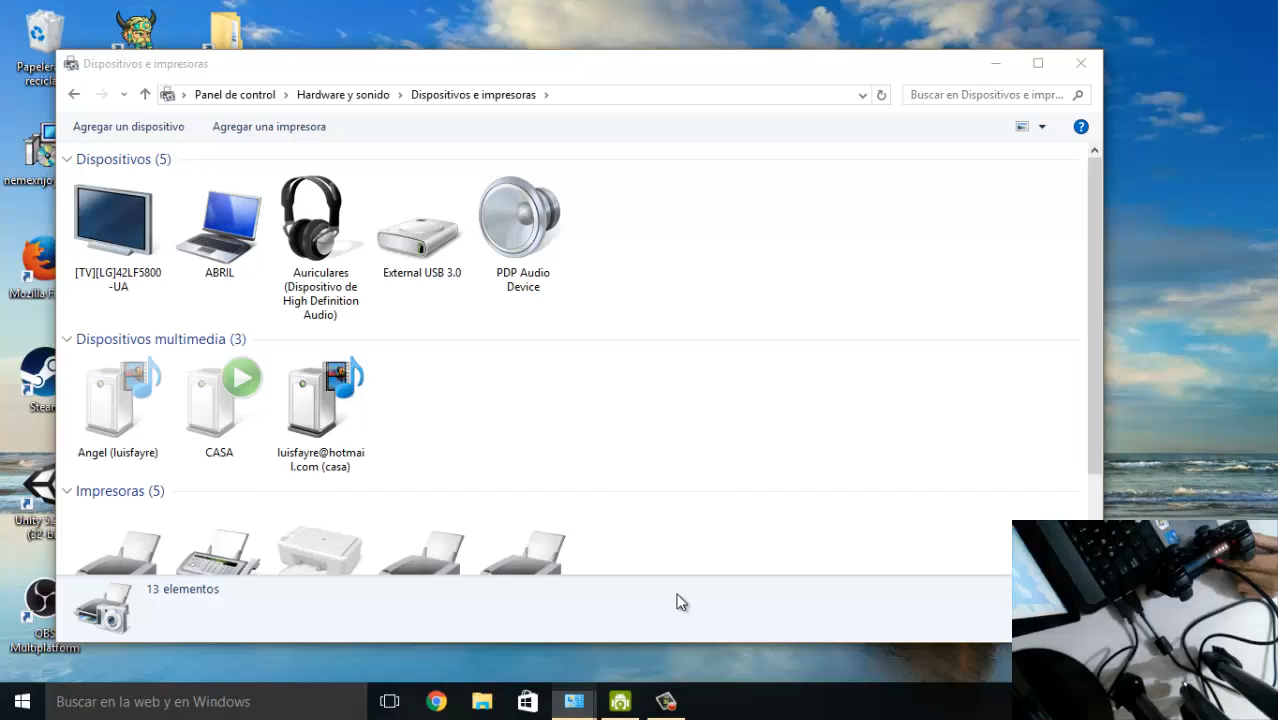 Papelera
recicla
Dispositivos e impresoras
Panel de control
Hardware y sonido
Dispositivos e impresoras
Buscar en Dispositivos e impr...
Agregar un dispositivo
Agregar una impresora
Dispositivos (5)
[TV][LG]42LF5800
-UA
ABRIL
Auriculares
(Dispositivo de
High Definition
Audio)
External USB 3.0
PDP Audio
Device
Dispositivos multimedia (3)
Angel (luisfayre)
CASA
luisfayre@hotmai
l.com (casa)
Impresoras (5)
13 elementos
nemexnjoy
Mozilla F
Steam
Unity 5.
(32-b
OBS
Multiplatform
Buscar en la web y en Windows